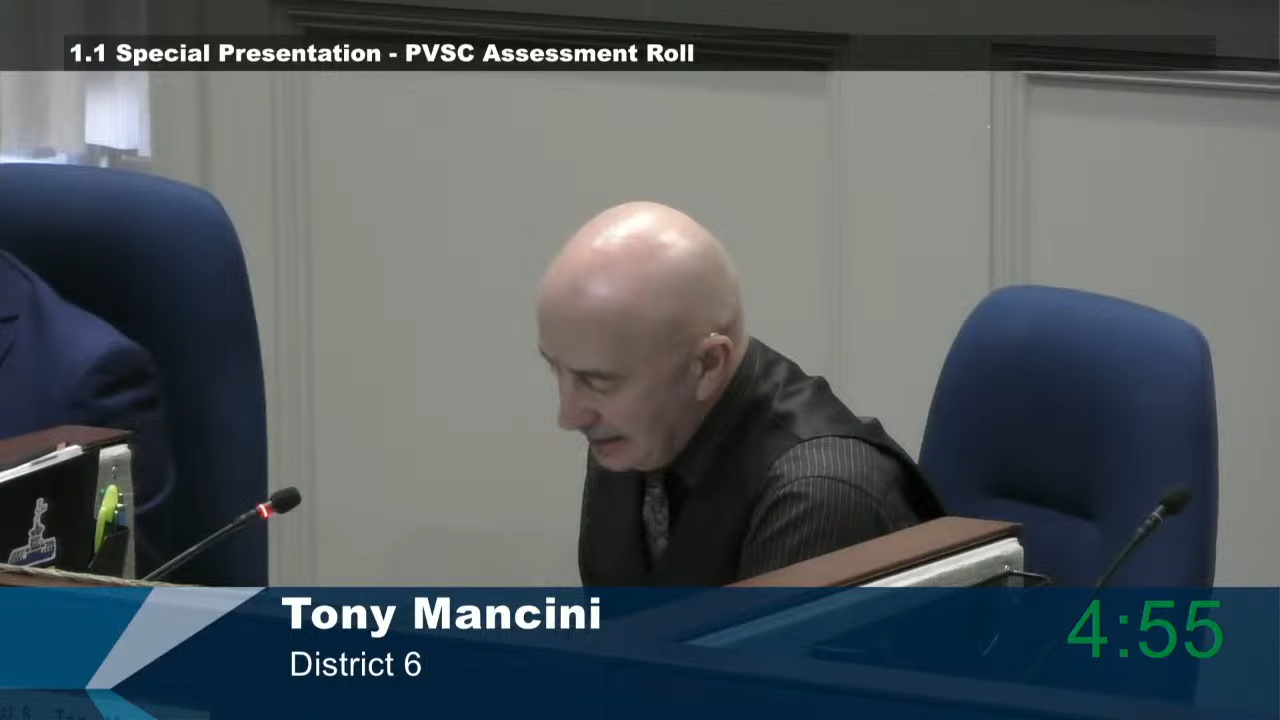 1.1 Special Presentation - PVSC Assessment Roll
Tony Mancini
District 6
4:55